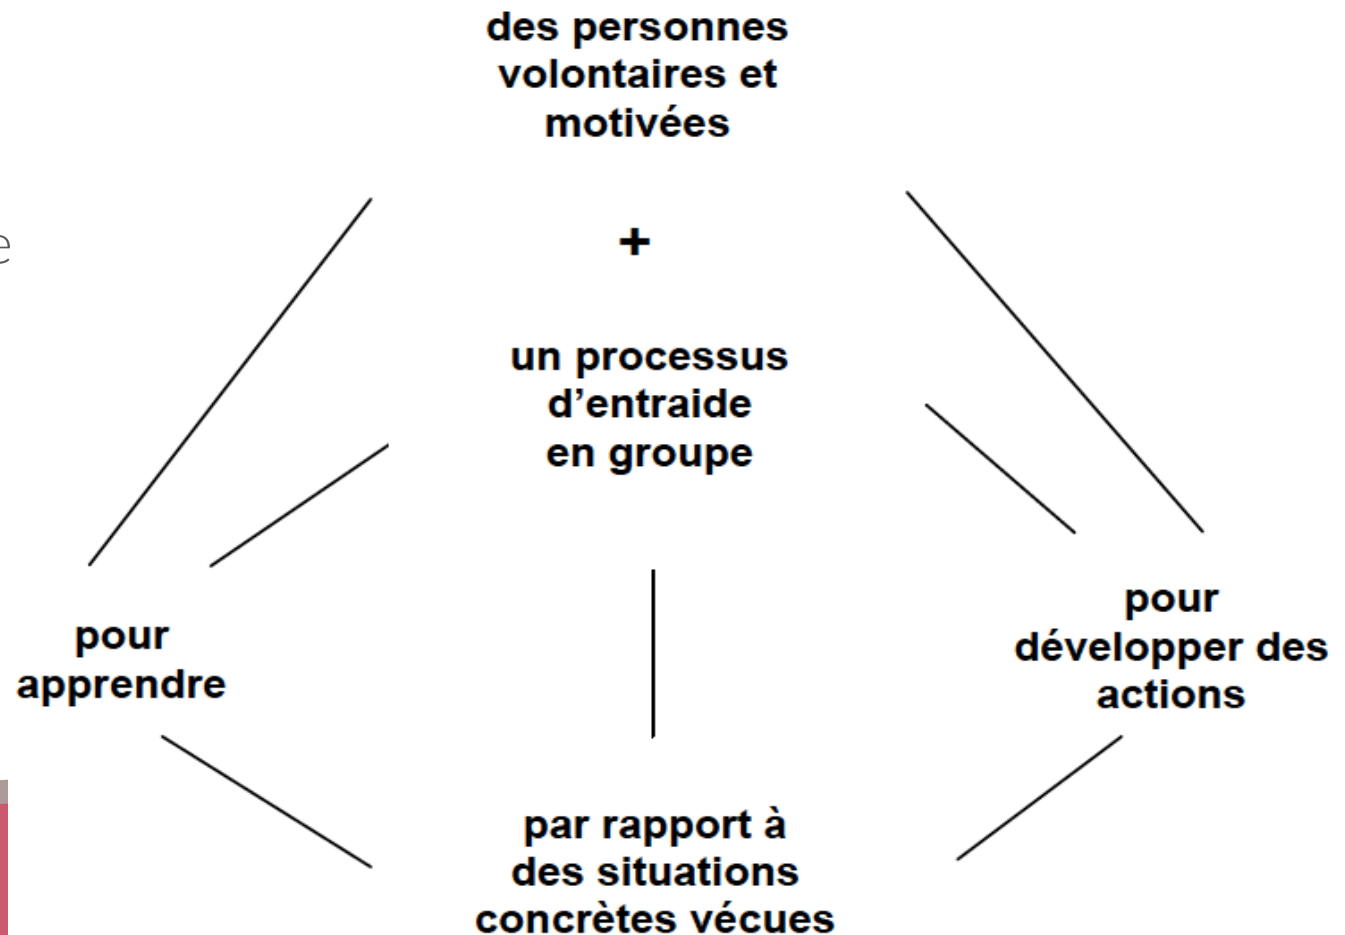 des personnes
volontaires et
motivées
e
+
un processus
d’entraide
en groupe
pour
apprendre
pour
développer des
actions
par rapport à
des situations
concrètes vécues